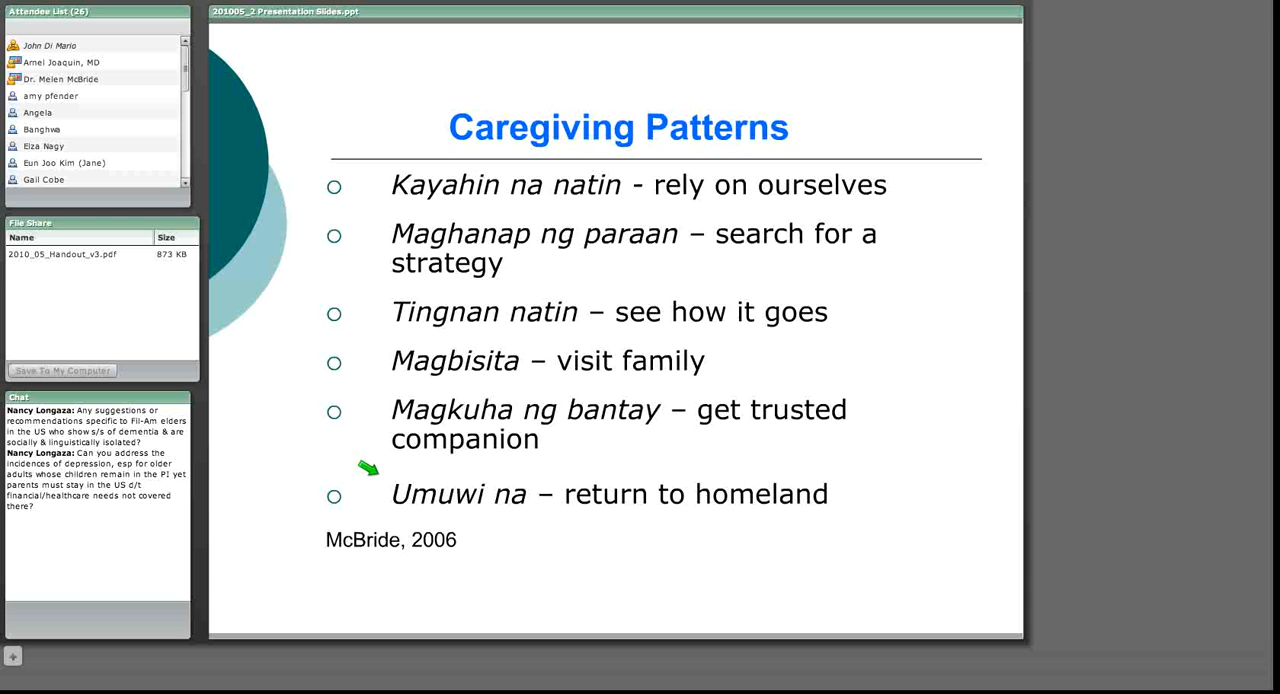 Attendee List (26)
John Di Mario
Arnel Joaquin, MD
Dr. Melen McBride
amy pfender
Angela
Banghwa
Elza Nagy
Eun Joo Kim (Jane)
Gail Cobe
File Share
Name Size
2010_05_Handout_v3.pdf 873 KB
Save To My Computer
Chat
Nancy Longaza: Any suggestions or
recommendations specific to Fil-Am elders
in the US who show s/s of dementia & are
socially & linguistically isolated?
Nancy Longaza: Can you address the
incidences of depression, esp for older
adults whose children remain in the PI yet
parents must stay in the US d/t
financial/healthcare needs not covered
there?
201005_2 Presentation Slides.ppt
Caregiving Patterns
Kayahin na natin - rely on ourselves
Maghanap ng paraan – search for a
strategy
Tingnan natin – see how it goes
Magbisita – visit family
Magkuha ng bantay – get trusted
companion
Umuwi na – return to homeland
McBride, 2006